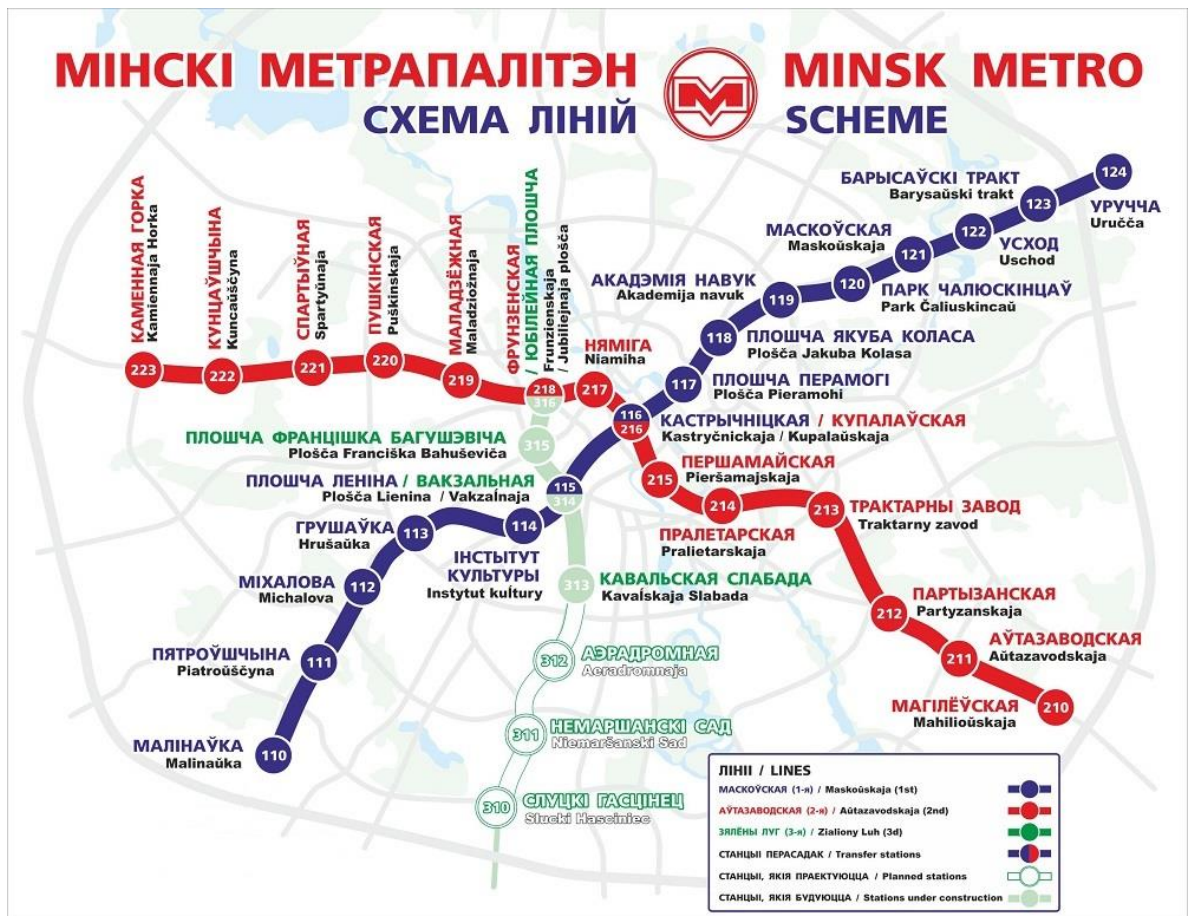 МІНСКІ МЕТРАПАЛІТЭН
СХЕМА ЛІНІЙ
M
MINSK METRO
SCHEME
КАМЕННАЯ ГОРКА
Kamiennaja Horka
223
КУНЦАЎШЧЫНА
Kuncaŭščyna
222
СПАРТЫЎНАЯ
Spartyŭnaja
221
ПУШКІНСКАЯ
Puškinskaja
220
МАЛАДЗЁЖНАЯ
Maladziožnaja
219
ФРУНЗЕНСКАЯ
/ ЮБІЛЕЙНАЯ ПЛОШЧА
Frunzienskaja
/ Jubiliejnaja plošča
218
316
НЯМІГА
Niamiha
217
БАРЫСАЎСКІ ТРАКТ
Barysaŭski trakt
123
124
УРУЧЧА
Uručča
МАСКОЎСКАЯ
Maskoŭskaja
121
122
УСХОД
Uschod
АКАДЭМІЯ НАВУК
Akademija navuk
119
120
ПАРК ЧАЛЮСКІНЦАЎ
Park Čaliuskincaŭ
118
ПЛОШЧА ЯКУБА КОЛАСА
Plošča Jakuba Kolasa
117
ПЛОШЧА ПЕРАМОГІ
Plošča Pieramohi
116
216
КАСТРЫЧНІЦКАЯ / КУПАЛАЎСКАЯ
Kastryčnickaja / Kupalaŭskaja
ПЛОШЧА ФРАНЦІШКА БАГУШЭВІЧА
Plošča Franciška Bahuševiča
315
ПЛОШЧА ЛЕНІНА / ВАКЗАЛЬНАЯ
Plošča Lienina / Vakzaĺnaja
115
314
215
ПЕРШАМАЙСКАЯ
Pieršamajskaja
214
ПРАЛЕТАРСКАЯ
Pralietarskaja
213
ТРАКТАРНЫ ЗАВОД
Traktarny zavod
ГРУШАЎКА
Hrušaŭka
113
114
ІНСТЫТУТ
КУЛЬТУРЫ
Instytut kuĺtury
МІХАЛОВА
Michalova
112
313
КАВАЛЬСКАЯ СЛАБАДА
Kavaĺskaja Slabada
212
ПАРТЫЗАНСКАЯ
Partyzanskaja
ПЯТРОЎШЧЫНА
Piatroŭščyna
111
312
АЭРАДРОМНАЯ
Aeradromnaja
211
АЎТАЗАВОДСКАЯ
Aŭtazavodskaja
МАЛІНАЎКА
Malinaŭka
110
311
НЕМАРШАНСКІ САД
Niemaršanski Sad
МАГІЛЁЎСКАЯ
Mahilioŭskaja
210
310
СЛУЦКІ ГАСЦІНЕЦ
Slucki Hasciniec
ЛІНІІ / LINES
МАСКОЎСКАЯ (1-я) / Maskoŭskaja (1st)
АЎТАЗАВОДСКАЯ (2-я) / Aŭtazavodskaja (2nd)
ЗЯЛЁНЫ ЛУГ (3-я) / Zialiony Luh (3d)
СТАНЦЫІ ПЕРАСАДАК / Transfer stations
СТАНЦЫІ, ЯКІЯ ПРАЕКТУЮЦЦА / Planned stations
СТАНЦЫІ, ЯКІЯ БУДУЮЦЦА / Stations under construction